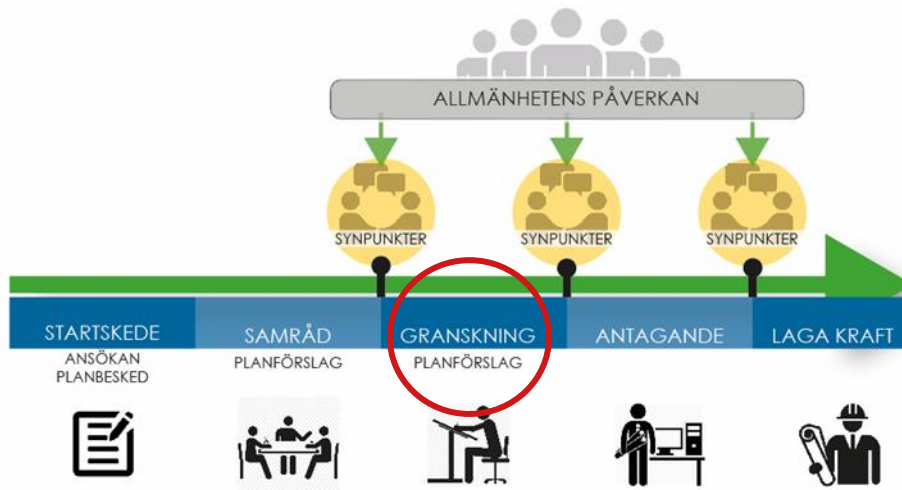 ALLMÄNHETENS PÅVERKAN
SYNPUNKTER
SYNPUNKTER
SYNPUNKTER
STARTSKEDE
SAMRÅD
GRANSKNING
ANTAGANDE
LAGA KRAFT
ANSÖKAN
PLANBESKED
PLANFÖRSLAG
PLANFÖRSLAG